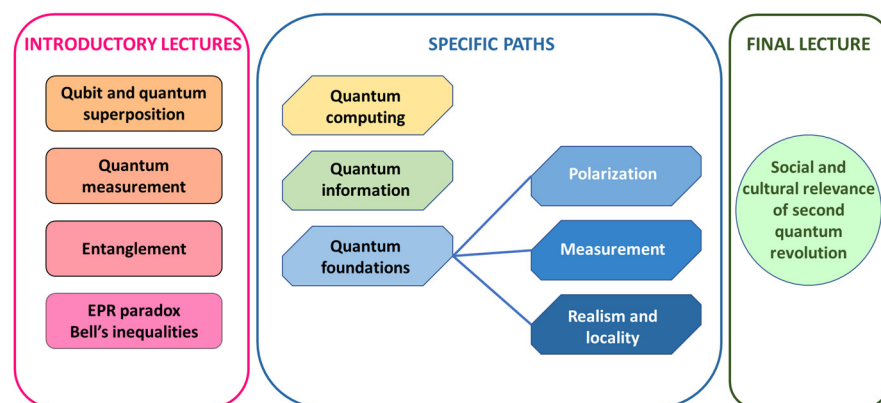 INTRODUCTORY LECTURES
Qubit and quantum
superposition
Quantum
measurement
Entanglement
EPR paradox
Bell's inequalities
SPECIFIC PATHS
Quantum
computing
Quantum
information
Quantum
foundations
Polarization
Measurement
Realism and
locality
FINAL LECTURE
Social and
cultural relevance
of second
quantum
revolution